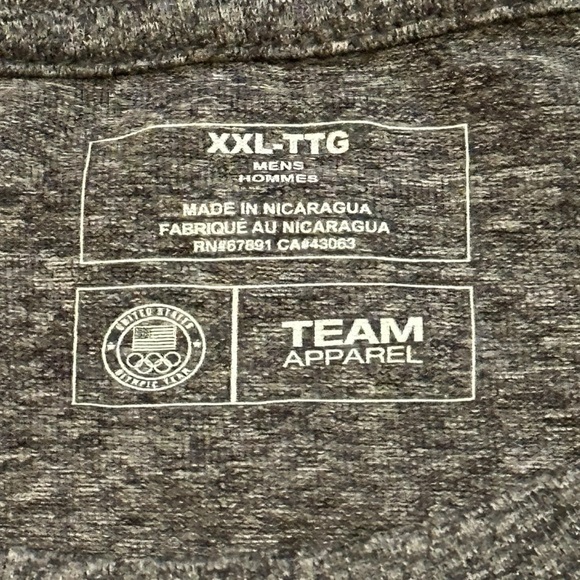 XXL-TTG
MENS
HOMMES
MADE IN NICARAGUA
FABRIQUÉ AU NICARAGUA
RN#67891 CA#43063
UNITED STATES
OLYMPIC TEAM
TEAM
APPAREL